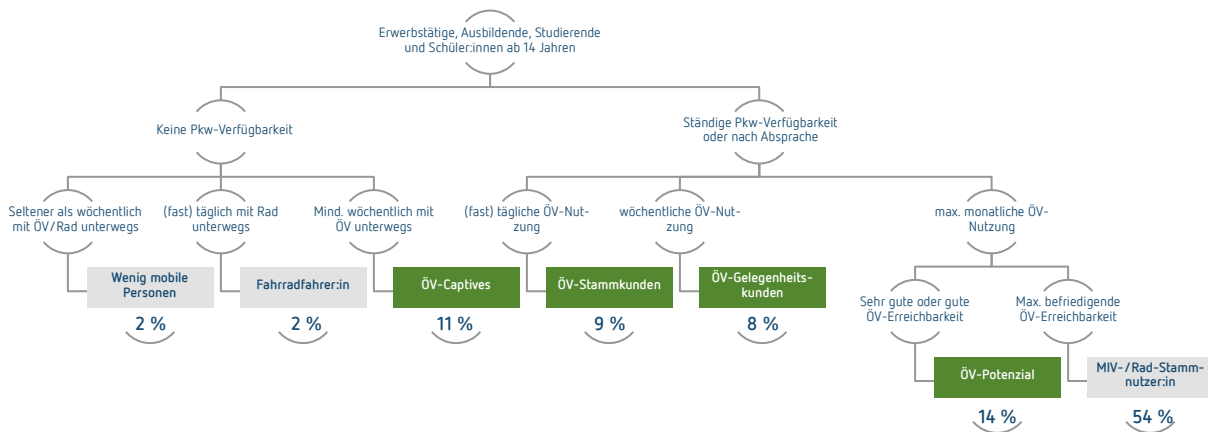 Erwerbstätige, Ausbildende, Studierende
und Schüler:innen ab 14 Jahren
Keine Pkw-Verfügbarkeit
Ständige Pkw-Verfügbarkeit
oder nach Absprache
Seltener als wöchentlich
mit ÖV/Rad unterwegs
(fast) täglich mit Rad
unterwegs
Mind. wöchentlich mit
ÖV unterwegs
(fast) tägliche ÖV-Nut-
zung
wöchentliche ÖV-Nut-
zung
max. monatliche ÖV-
Nutzung
Wenig mobile
Personen
2 %
Fahrradfahrer:in
2 %
ÖV-Captives
11 %
ÖV-Stammkunden
9 %
ÖV-Gelegenheits-
kunden
8 %
Sehr gute oder gute
ÖV-Erreichbarkeit
Max. befriedigende
ÖV-Erreichbarkeit
ÖV-Potenzial
14 %
MIV-/Rad-Stamm-
nutzer:in
54 %